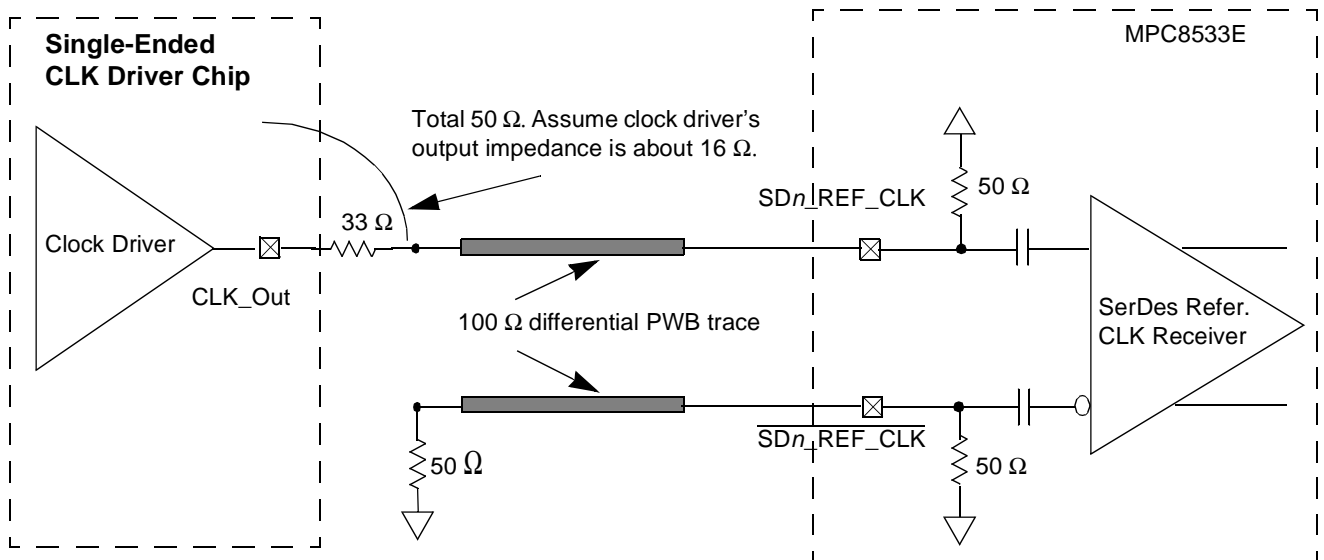 Single-Ended
CLK Driver Chip
MPC8533E
Total 50 Ω. Assume clock driver's
output impedance is about 16 Ω.
SDn_REF_CLK
50 Ω
33 Ω
Clock Driver
CLK_Out
100 Ω differential PWB trace
SerDes Refer.
CLK Receiver
SDn_REF_CLK
50 Ω
50 Ω